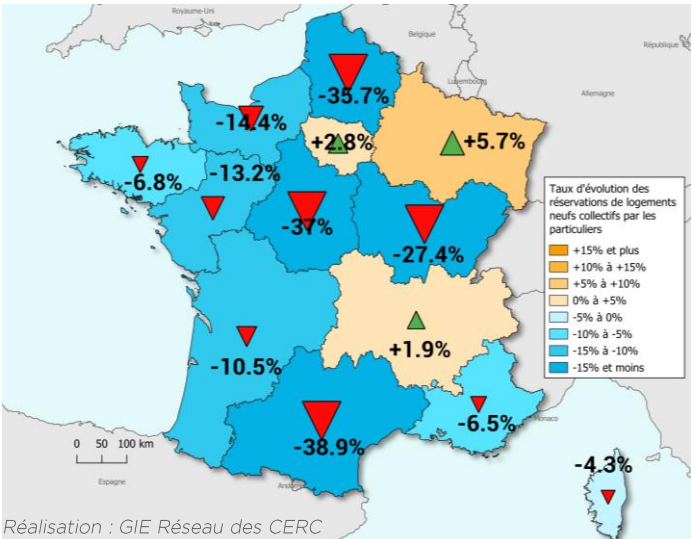 Royaume-Uni
Belgique
République
Luxembourg
Allemagne
-35.7%
-14.4%
+2.8%
+5.7%
-13.2%
-6.8%
-37%
-27.4%
Taux d'évolution des
réservations de logements
neufs collectifs par les
particuliers
+15% et plus
+10% à +15%
+5% à +10%
0% à +5%
-5% à 0%
-10% à -5%
-15% à -10%
-15% et moins
+1.9%
-10.5%
-6.5%
Monaco
-38.9%
-4.3%
0 50 100 km
Espagne
Réalisation : GIE Réseau des CERC